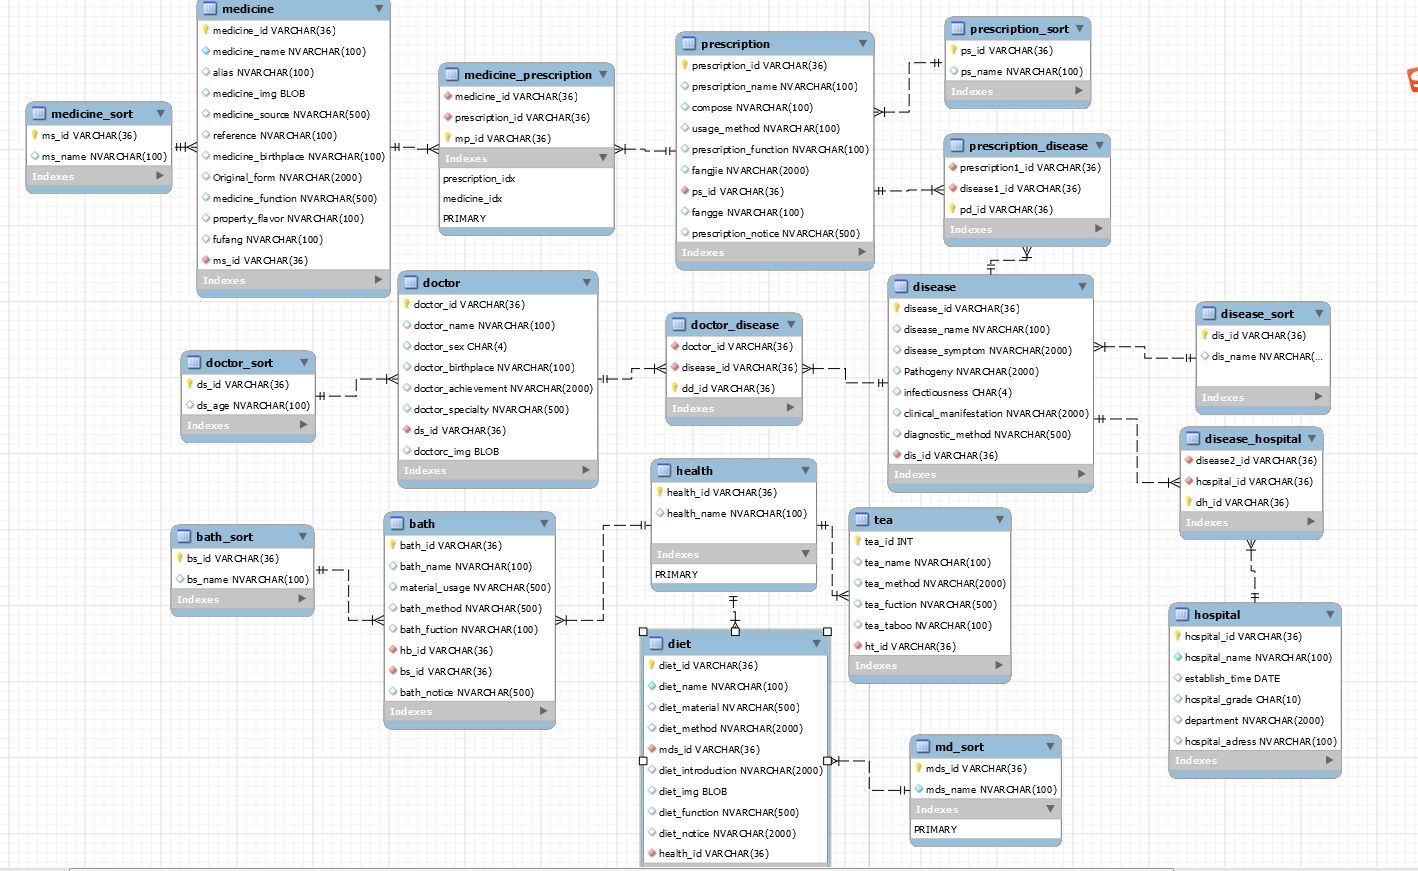 medicine
medicine_id VARCHAR(36)
medicine_name NVARCHAR(100)
alias NVARCHAR(100)
medicine_img BLOB
medicine_source NVARCHAR(500)
reference NVARCHAR(100)
medicine_birthplace NVARCHAR(100)
Original_form NVARCHAR(2000)
medicine_function NVARCHAR(500)
property_flavor NVARCHAR(100)
fufang NVARCHAR(100)
ms_id VARCHAR(36)
Indexes
medicine_sort
ms_id VARCHAR(36)
ms_name NVARCHAR(100)
Indexes
medicine_prescription
medicine_id VARCHAR(36)
prescription_id VARCHAR(36)
mp_id VARCHAR(36)
Indexes
prescription_idx
medicine_idx
PRIMARY
prescription
prescription_id VARCHAR(36)
prescription_name NVARCHAR(100)
compose NVARCHAR(100)
usage_method NVARCHAR(100)
prescription_function NVARCHAR(100)
fangjie NVARCHAR(2000)
ps_id VARCHAR(36)
fangge NVARCHAR(100)
prescription_notice NVARCHAR(500)
Indexes
prescription_sort
ps_id VARCHAR(36)
ps_name NVARCHAR(100)
Indexes
prescription_disease
prescription1_id VARCHAR(36)
disease1_id VARCHAR(36)
pd_id VARCHAR(36)
Indexes
doctor
doctor_id VARCHAR(36)
doctor_name NVARCHAR(100)
doctor_sex CHAR(4)
doctor_birthplace NVARCHAR(100)
doctor_achievement NVARCHAR(2000)
doctor_specialty NVARCHAR(500)
ds_id VARCHAR(36)
doctorc_img BLOB
Indexes
doctor_sort
ds_id VARCHAR(36)
ds_age NVARCHAR(100)
Indexes
doctor_disease
doctor_id VARCHAR(36)
disease_id VARCHAR(36)
dd_id VARCHAR(36)
Indexes
disease
disease_id VARCHAR(36)
disease_name NVARCHAR(100)
disease_symptom NVARCHAR(2000)
Pathogeny NVARCHAR(2000)
infectiousness CHAR(4)
clinical_manifestation NVARCHAR(2000)
diagnostic_method NVARCHAR(500)
dis_id VARCHAR(36)
Indexes
disease_sort
dis_id VARCHAR(36)
dis_name NVARCHAR(...
Indexes
disease_hospital
disease2_id VARCHAR(36)
hospital_id VARCHAR(36)
dh_id VARCHAR(36)
Indexes
health
health_id VARCHAR(36)
health_name NVARCHAR(100)
Indexes
PRIMARY
bath_sort
bs_id VARCHAR(36)
bs_name NVARCHAR(100)
Indexes
bath
bath_id VARCHAR(36)
bath_name NVARCHAR(100)
material_usage NVARCHAR(500)
bath_method NVARCHAR(500)
bath_fuction NVARCHAR(100)
hb_id VARCHAR(36)
bs_id VARCHAR(36)
bath_notice NVARCHAR(500)
Indexes
tea
tea_id INT
tea_name NVARCHAR(100)
tea_method NVARCHAR(2000)
tea_fuction NVARCHAR(500)
tea_taboo NVARCHAR(100)
ht_id VARCHAR(36)
Indexes
hospital
hospital_id VARCHAR(36)
hospital_name NVARCHAR(100)
establish_time DATE
hospital_grade CHAR(10)
department NVARCHAR(2000)
hospital_adress NVARCHAR(100)
Indexes
diet
diet_id VARCHAR(36)
diet_name NVARCHAR(100)
diet_material NVARCHAR(500)
diet_method NVARCHAR(2000)
mds_id VARCHAR(36)
diet_introduction NVARCHAR(2000)
diet_img BLOB
diet_function NVARCHAR(500)
diet_notice NVARCHAR(2000)
health_id VARCHAR(36)
md_sort
mds_id VARCHAR(36)
mds_name NVARCHAR(100)
Indexes
PRIMARY